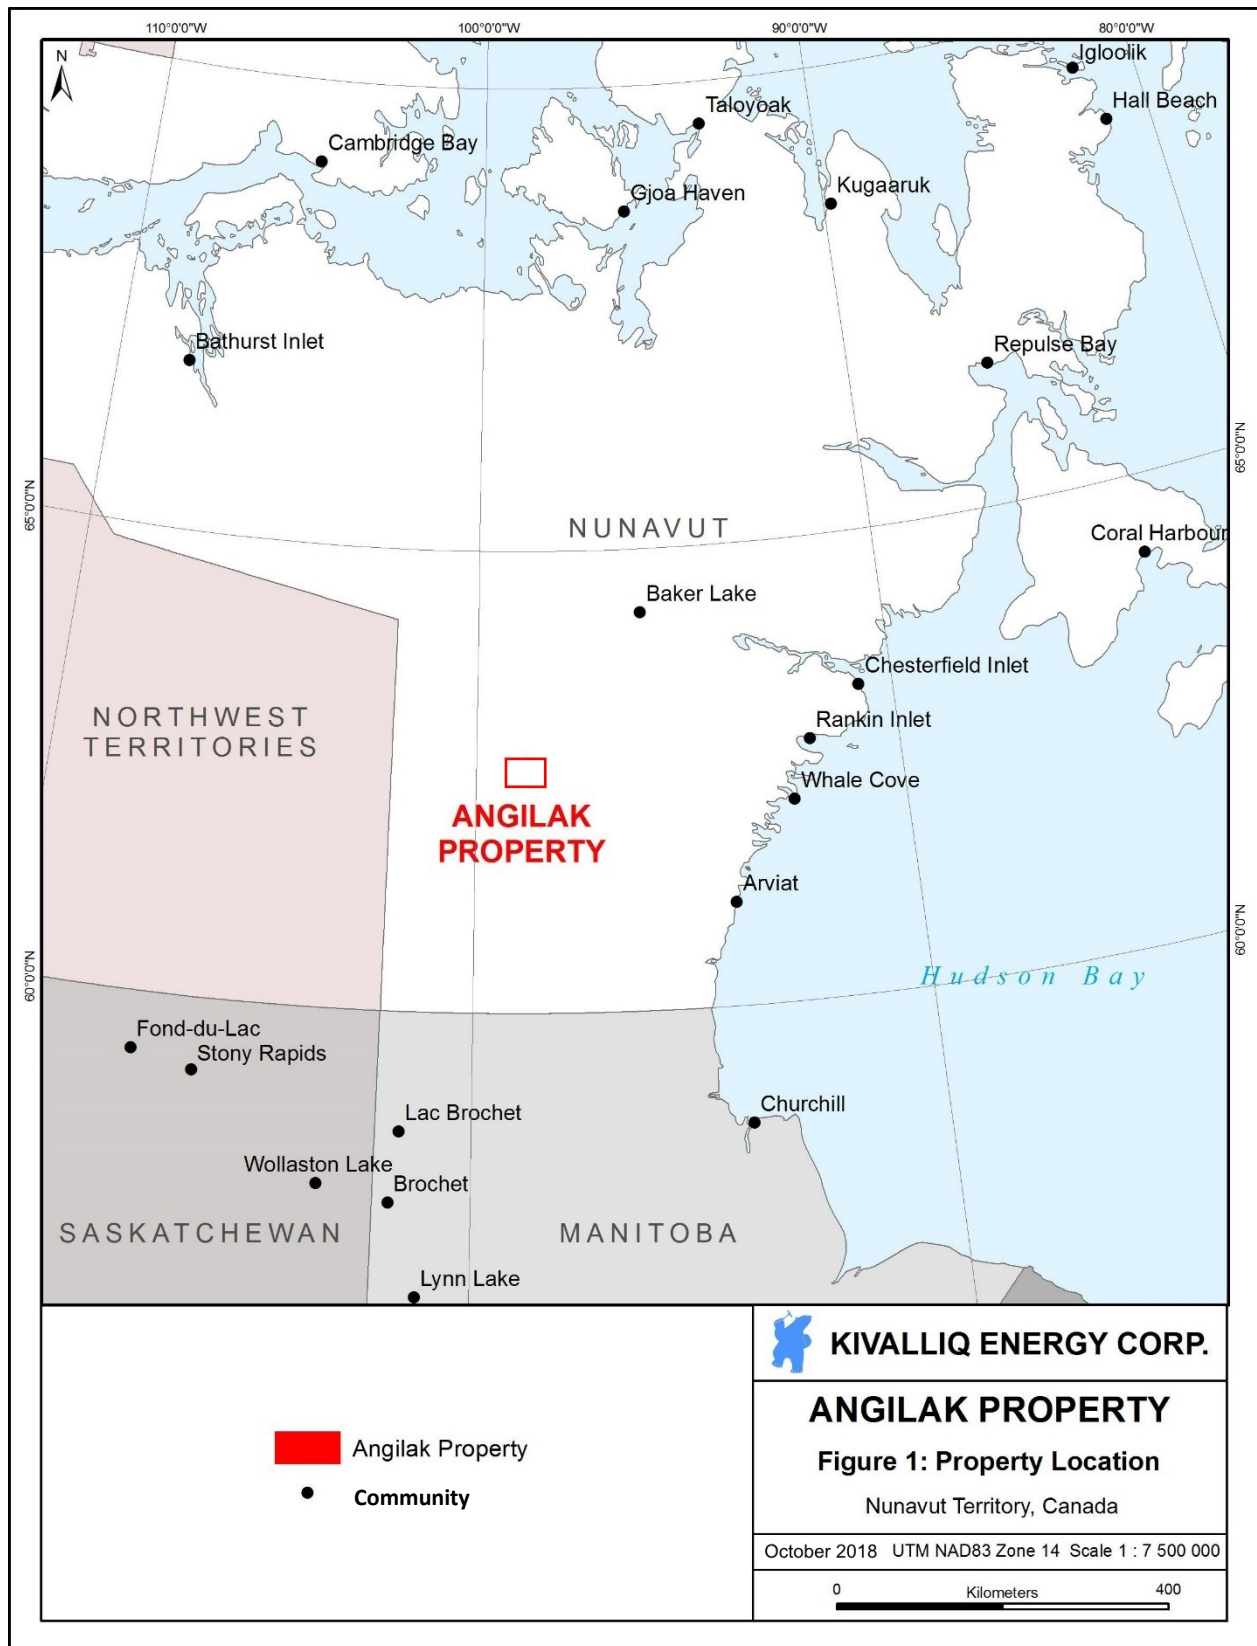 110°0'0"W
100°0'0"W
90°0'0"W
80°0'0"W
N
Igloolik
Hall Beach
Taloyoak
Cambridge Bay
Gjoa Haven
Kugaaruk
Bathurst Inlet
Repulse Bay
65°0'0"N
65°0'0"N
NUNAVUT
Coral Harbour
Baker Lake
Chesterfield Inlet
NORTHWEST
TERRITORIES
Rankin Inlet
Whale Cove
ANGILAK
PROPERTY
Arviat
60°0'0"N
60°0'0"N
Hudson Bay
Fond-du-Lac
Stony Rapids
Lac Brochet
Churchill
Wollaston Lake
Brochet
SASKATCHEWAN
MANITOBA
Lynn Lake
KIVALLIQ ENERGY CORP.
ANGILAK PROPERTY
Figure 1: Property Location
Nunavut Territory, Canada
October 2018 UTM NAD83 Zone 14 Scale 1 : 7 500 000
0 Kilometers 400
Angilak Property
Community